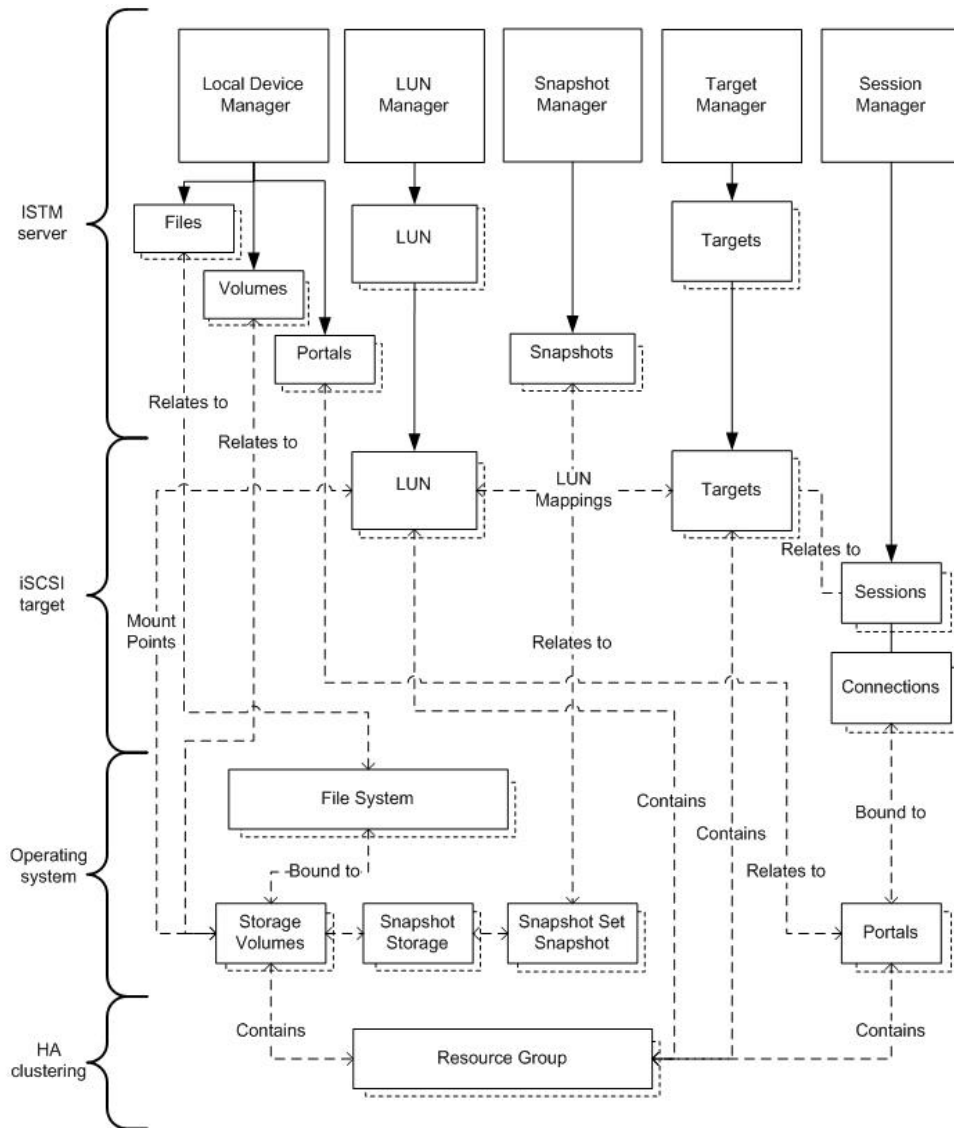 Local Device
Manager
LUN
Manager
Snapshot
Manager
Target
Manager
Session
Manager
ISTM
server
Files
LUN
Targets
Volumes
Portals
Snapshots
Relates to
Relates to
LUN
LUN
Mappings
Targets
Relates to
iSCSI
target
Sessions
Mount
Points
Relates to
Connections
File System
Contains
Contains
Bound to
Operating
system
Bound to
Relates to
Storage
Volumes
Snapshot
Storage
Snapshot Set
Snapshot
Portals
HA
clustering
Contains
Resource Group
Contains